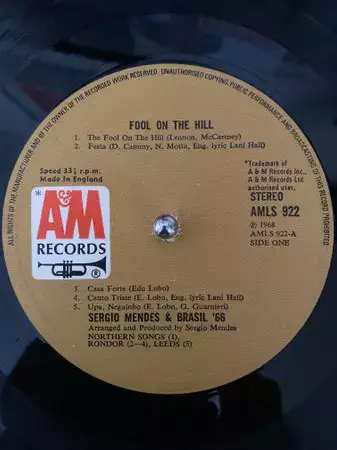 ALL RIGHTS OF THE MANUFACTURER AND OF THE OWNER OF THE RECORDED WORK RESERVED. UNAUTHORISED COPYING, PUBLIC PERFORMANCE AND BROADCASTING OF THIS RECORD PROHIBITED
FOOL ON THE HILL
1. The Fool On The Hill (Lennon, McCartney)
2. Festa (D. Caymmy, N. Motta, Eng. lyric Lani Hall)
Speed 33⅓ r.p.m.
Made In England
*Trademark of
A & M Records Inc.,
A & M Records Ltd
authorised user.
STEREO
AMLS 922
℗ 1968
AMLS 922-A
SIDE ONE
* A&M
RECORDS ®
3. Casa Forte (Edu Lobo)
4. Canto Triste (E. Lobo, Eng. lyric Lani Hall)
5. Upa, Neguinho (E. Lobo, G. Guarnieri)
SERGIO MENDES & BRASIL '66
Arranged and Produced by Sergio Mendes
NORTHERN SONGS (1),
RONDOR (2—4), LEEDS (5)